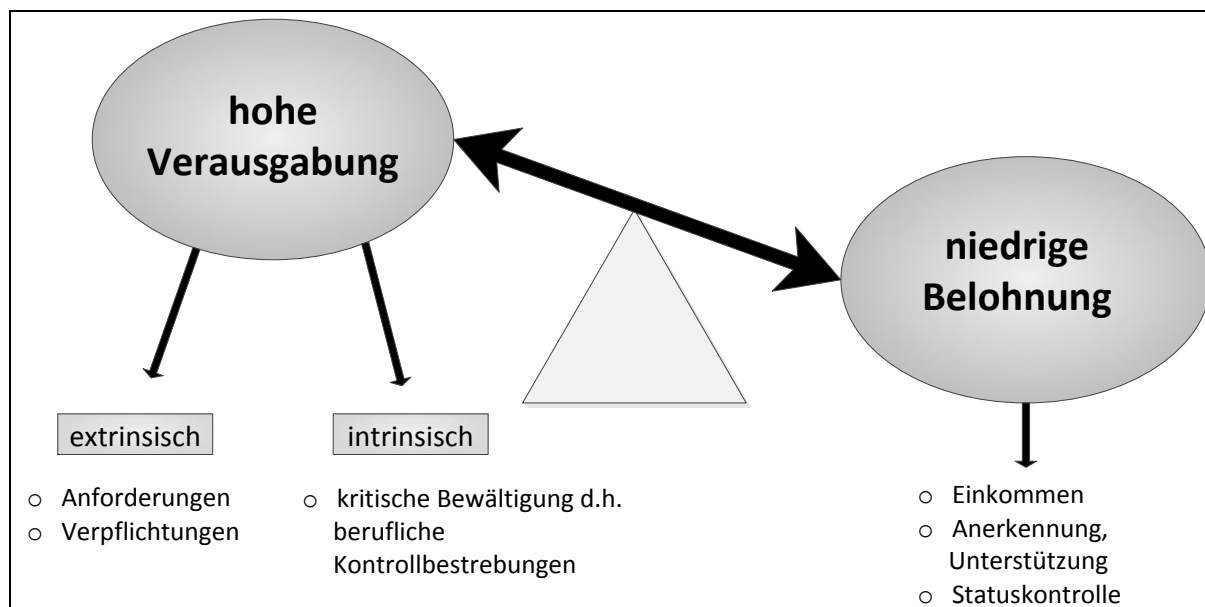 hohe
Verausgabung
niedrige
Belohnung
extrinsisch
o Anforderungen
o Verpflichtungen
intrinsisch
o kritische Bewältigung d.h.
berufliche
Kontrollbestrebungen
o Einkommen
o Anerkennung,
Unterstützung
o Statuskontrolle